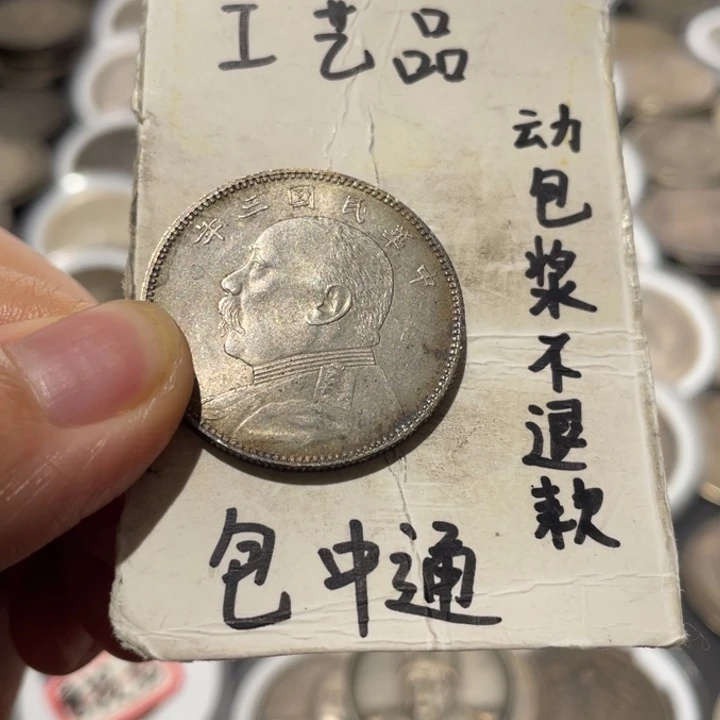 工艺品
动包浆不退款
年三國民華中
包中通